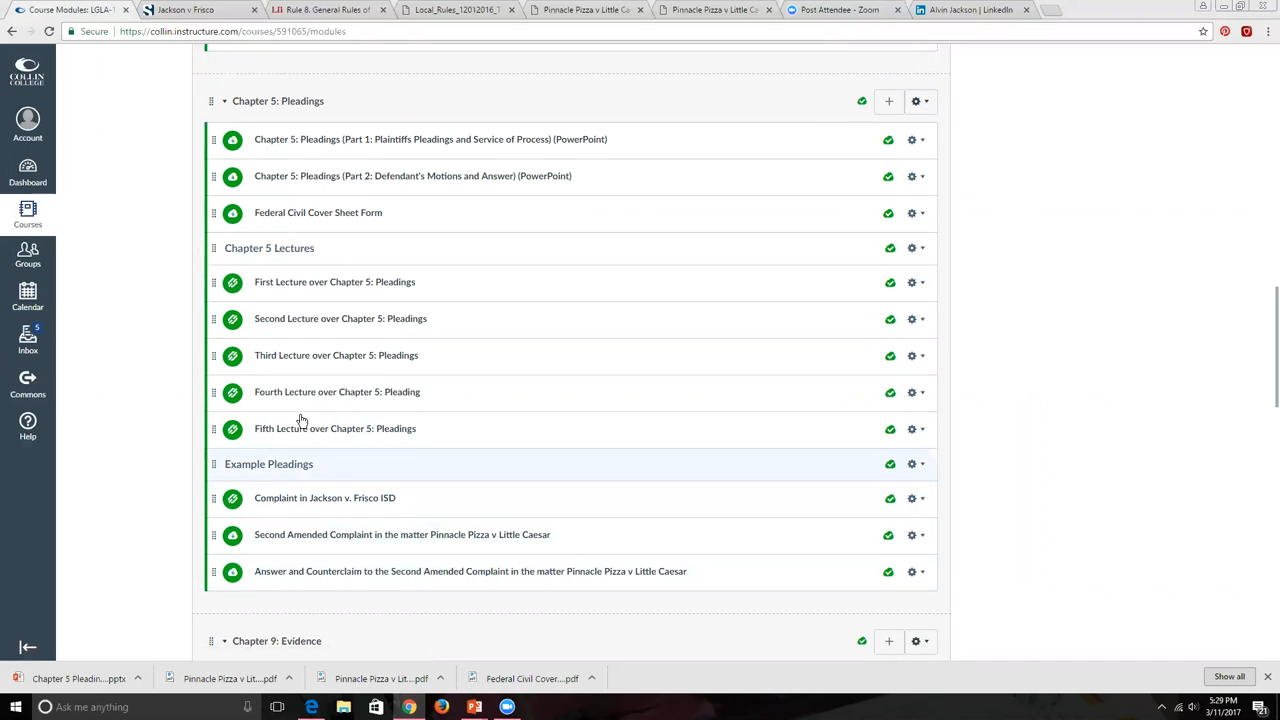 Course Modules: LGLA-1
Jackson v Frisco
Rule 8. General Rules of
Local_Rules_12012016_1
Pinnacle Pizza v Little Ca
Pinnacle Pizza v Little C
Post Attendee - Zoom
Alvin Jackson | LinkedIn
Secure
https://collin.instructure.com/courses/591065/modules
COLLIN
COLLEGE
Account
Dashboard
Courses
Groups
Calendar
5
Inbox
Commons
Help
Chapter 5: Pleadings
Chapter 5: Pleadings (Part 1: Plaintiffs Pleadings and Service of Process) (PowerPoint)
Chapter 5: Pleadings (Part 2: Defendant's Motions and Answer) (PowerPoint)
Federal Civil Cover Sheet Form
Chapter 5 Lectures
First Lecture over Chapter 5: Pleadings
Second Lecture over Chapter 5: Pleadings
Third Lecture over Chapter 5: Pleadings
Fourth Lecture over Chapter 5: Pleading
Fifth Lecture over Chapter 5: Pleadings
Example Pleadings
Complaint in Jackson v. Frisco ISD
Second Amended Complaint in the matter Pinnacle Pizza v Little Caesar
Answer and Counterclaim to the Second Amended Complaint in the matter Pinnacle Pizza v Little Caesar
Chapter 9: Evidence
Chapter 5 Pleadin....pptx
Pinnacle Pizza v Lit....pdf
Pinnacle Pizza v Lit....pdf
Federal Civil Cover....pdf
Show all
Ask me anything
5:29 PM
3/11/2017